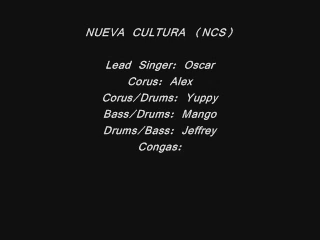 NUEVA CULTURA (NCS)
Lead Singer: Oscar
Corus: Alex
Corus/Drums: Yuppy
Bass/Drums: Mango
Drums/Bass: Jeffrey
Congas: